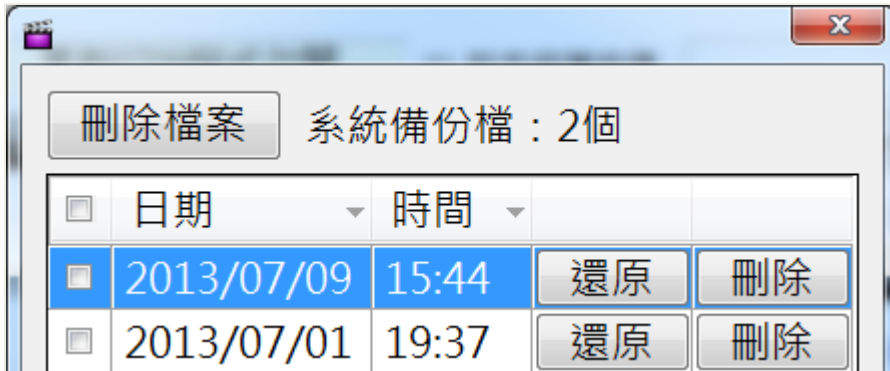 刪除檔案 系統備份檔：2個
日期 時間
2013/07/09 15:44 還原 刪除
2013/07/01 19:37 還原 刪除